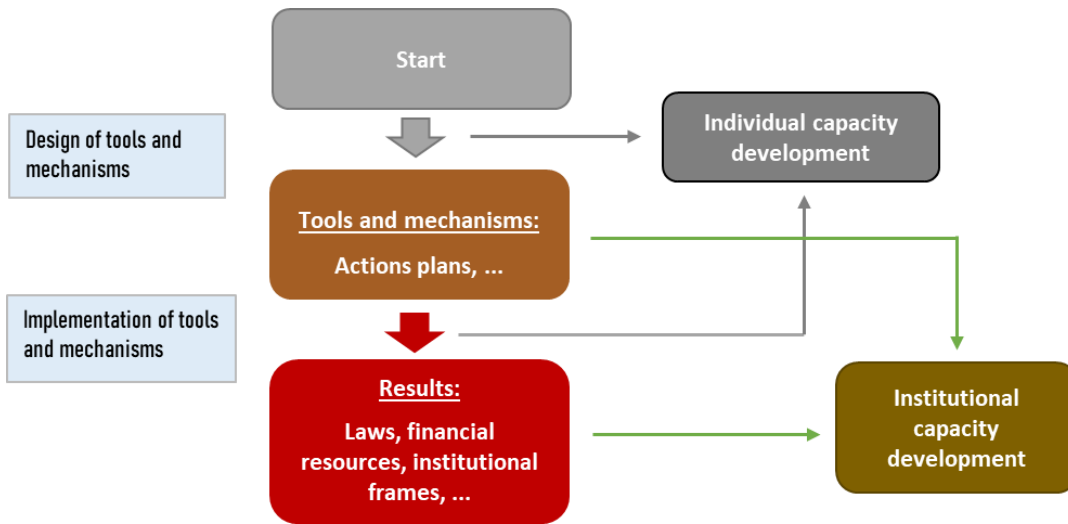 Start
Design of tools and
mechanisms
Individual capacity
development
Tools and mechanisms:
Actions plans, ...
Implementation of tools
and mechanisms
Results:
Laws, financial
resources, institutional
frames, ...
Institutional
capacity
development